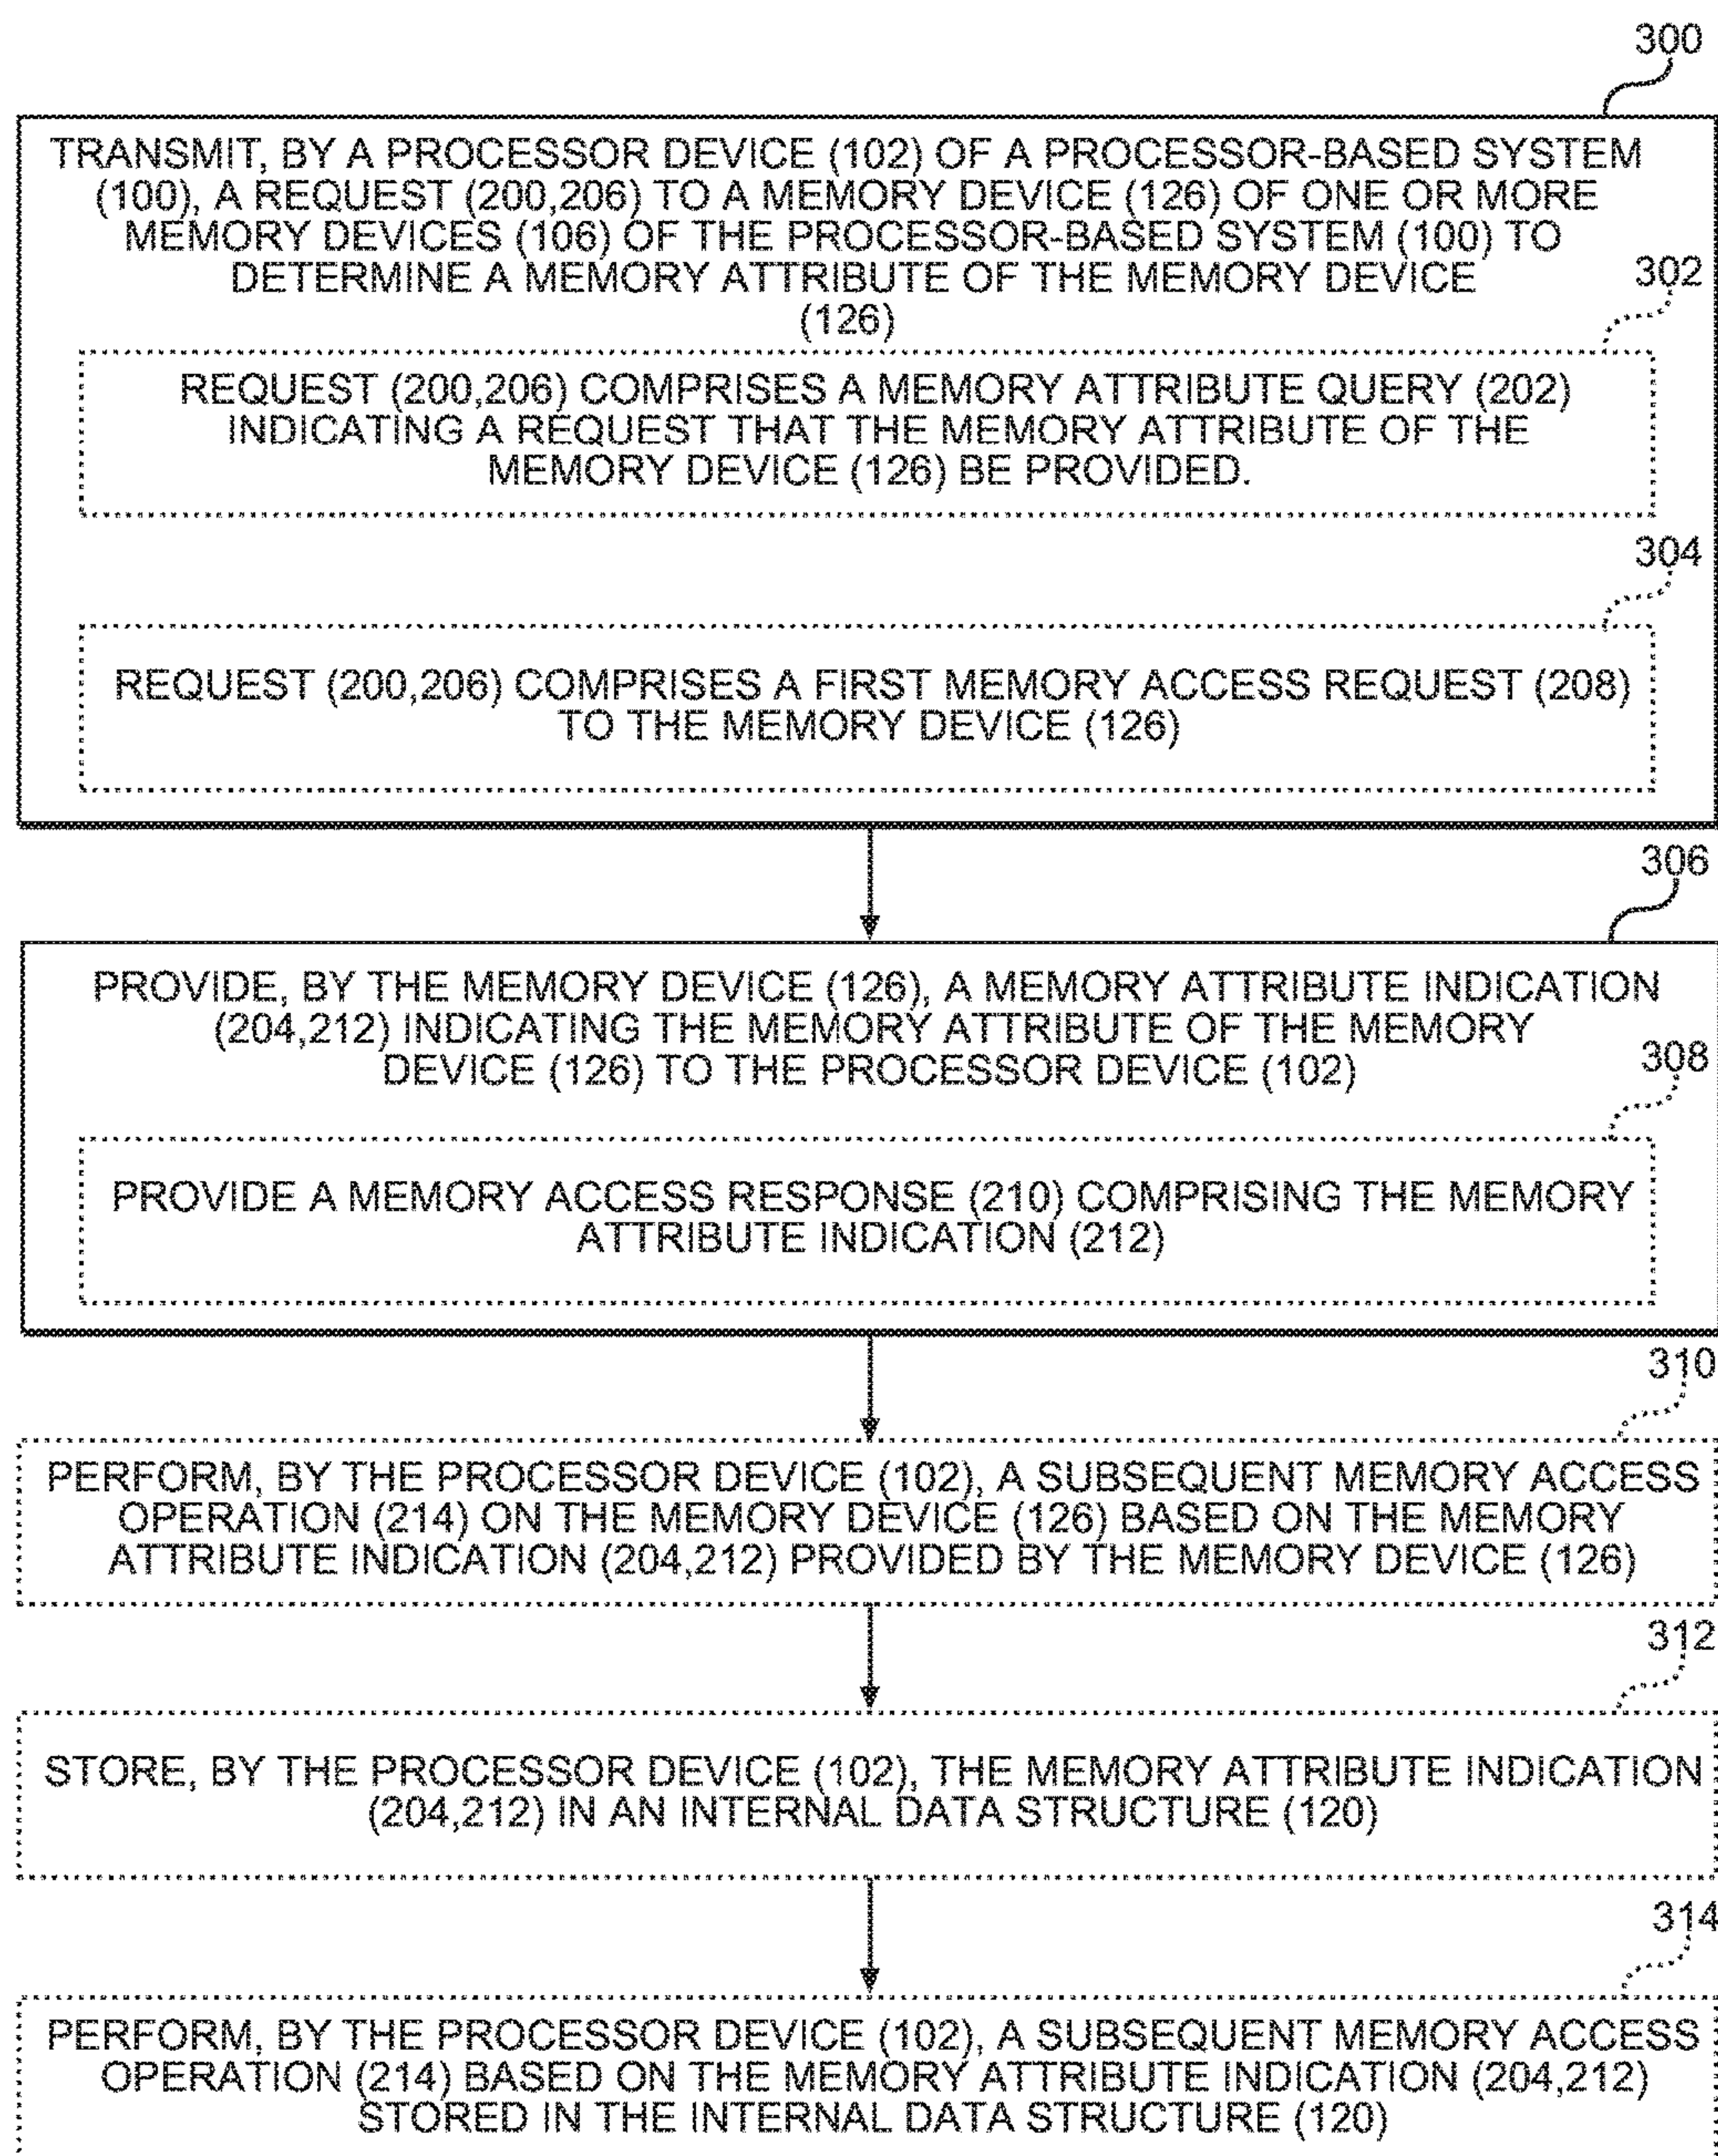 300
TRANSMIT, BY A PROCESSOR DEVICE (102) OF A PROCESSOR-BASED SYSTEM
(100), A REQUEST (200,206) TO A MEMORY DEVICE (126) OF ONE OR MORE
MEMORY DEVICES (106) OF THE PROCESSOR-BASED SYSTEM (100) TO
DETERMINE A MEMORY ATTRIBUTE OF THE MEMORY DEVICE
(126)
302
REQUEST (200,206) COMPRISES A MEMORY ATTRIBUTE QUERY (202)
INDICATING A REQUEST THAT THE MEMORY ATTRIBUTE OF THE
MEMORY DEVICE (126) BE PROVIDED.
304
REQUEST (200,206) COMPRISES A FIRST MEMORY ACCESS REQUEST (208)
TO THE MEMORY DEVICE (126)
306
PROVIDE, BY THE MEMORY DEVICE (126), A MEMORY ATTRIBUTE INDICATION
(204,212) INDICATING THE MEMORY ATTRIBUTE OF THE MEMORY
DEVICE (126) TO THE PROCESSOR DEVICE (102)
308
PROVIDE A MEMORY ACCESS RESPONSE (210) COMPRISING THE MEMORY
ATTRIBUTE INDICATION (212)
310
PERFORM, BY THE PROCESSOR DEVICE (102), A SUBSEQUENT MEMORY ACCESS
OPERATION (214) ON THE MEMORY DEVICE (126) BASED ON THE MEMORY
ATTRIBUTE INDICATION (204,212) PROVIDED BY THE MEMORY DEVICE (126)
312
STORE, BY THE PROCESSOR DEVICE (102), THE MEMORY ATTRIBUTE INDICATION
(204,212) IN AN INTERNAL DATA STRUCTURE (120)
314
PERFORM, BY THE PROCESSOR DEVICE (102), A SUBSEQUENT MEMORY ACCESS
OPERATION (214) BASED ON THE MEMORY ATTRIBUTE INDICATION (204,212)
STORED IN THE INTERNAL DATA STRUCTURE (120)